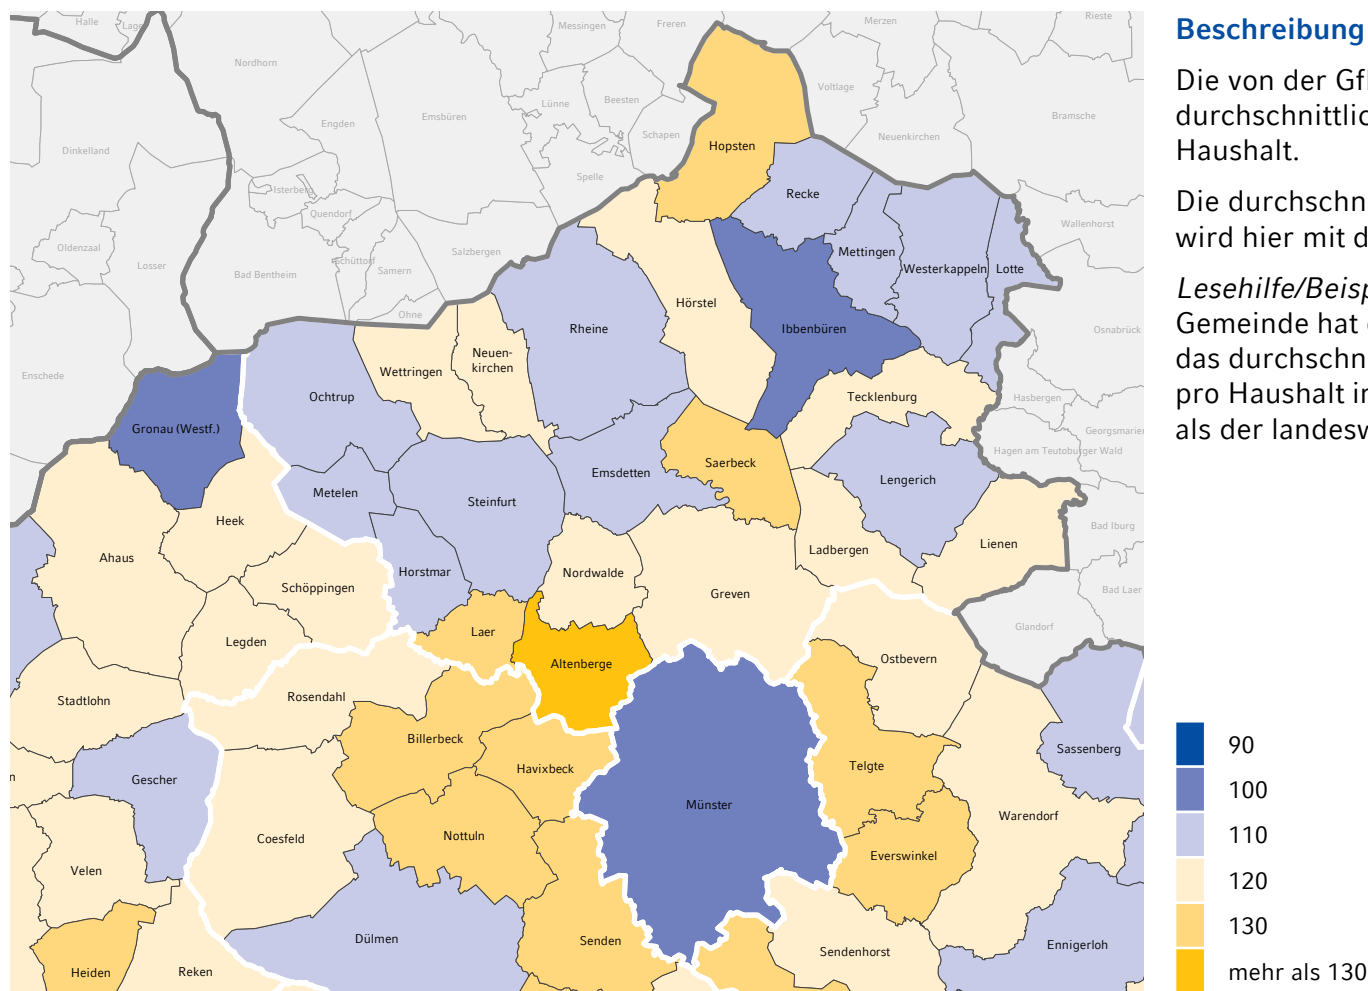 Halle
Lage
Messingen
Freren
Merzen
Rieste
Nordhorn
Voltlage
Lünne
Beesten
Emsbüren
Bramsche
Engden
Schapen
Neuenkirchen
Dinkelland
Hopsten
Spelle
Isterberg
Recke
Quendorf
Wallenhorst
Oldenzaal
Salzbergen
Mettingen
Losser
Schüttorf
Westerkappeln
Lotte
Bad Bentheim
Samern
Hörstel
Ohne
Rheine
Ibbenbüren
Osnabrück
Neuen-
kirchen
Wettringen
Enschede
Ochtrup
Tecklenburg
Hasbergen
Gronau (Westf.)
Georgsmarien
Hagen am Teutoburger Wald
Saerbeck
Emsdetten
Lengerich
Metelen
Steinfurt
Heek
Bad Iburg
Lienen
Ladbergen
Ahaus
Horstmar
Nordwalde
Schöppingen
Greven
Bad Laer
Glandorf
Laer
Legden
Ostbevern
Altenberge
Rosendahl
Stadtlohn
Billerbeck
Sassenberg
Telgte
Havixbeck
n
Gescher
Münster
Warendorf
Nottuln
Coesfeld
Everswinkel
Velen
Dülmen
Senden
Ennigerloh
Sendenhorst
Heiden
Reken
Beschreibung
Die von der Gf
durchschnittlic
Haushalt.
Die durchschn
wird hier mit d
Lesehilfe/Beisp
Gemeinde hat
das durchschn
pro Haushalt i
als der landesw
90
100
110
120
130
mehr als 130